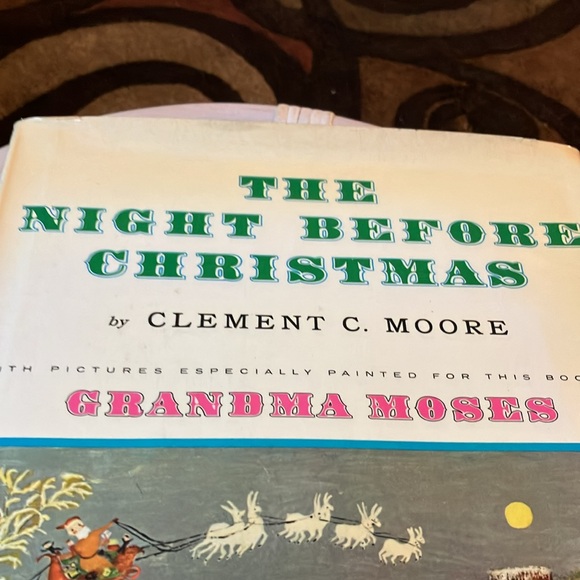 THE
NIGHT BEFORE
CHRISTMAS
by CLEMENT C. MOORE
PICTURES ESPECIALLY PAINTED FOR THIS
GRANDMA MOSES